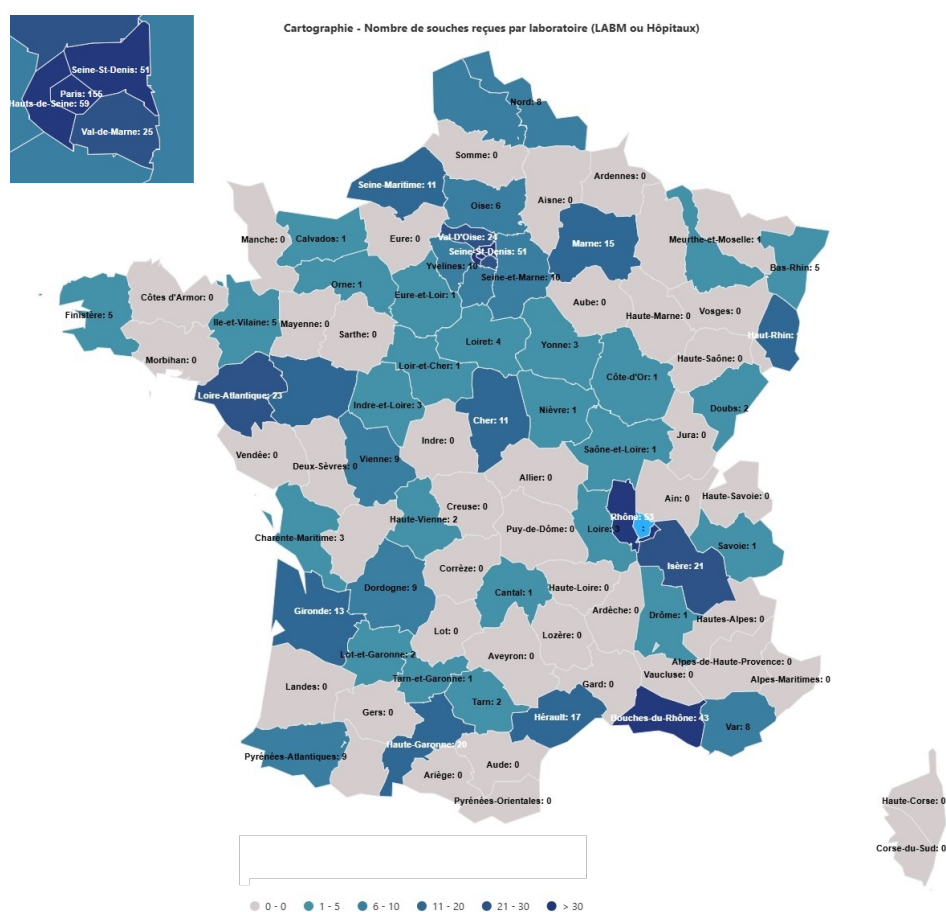 Cartographie - Nombre de souches reçues par laboratoire (LABM ou Hôpitaux)
Seine-St-Denis: 51
Paris: 155
Hauts-de-Seine: 59
Val-de-Marne: 25
Nord: 8
Somme: 0
Ardennes: 0
Seine-Maritime: 11
Aisne: 0
Oise: 6
Manche: 0
Calvados: 1
Eure: 0
Val-D'Oise: 24
Marne: 15
Meurthe-et-Moselle: 1
Seine-St-Denis: 51
Yvelines: 10
Bas-Rhin: 5
Seine-et-Marne: 10
Orne: 1
Eure-et-Loir: 1
Côtes d'Armor: 0
Aube: 0
Vosges: 0
Finistère: 5
Ile-et-Vilaine: 5
Mayenne: 0
Haute-Marne: 0
Sarthe: 0
Haut-Rhin:
Loiret: 4
Yonne: 3
Morbihan: 0
Haute-Saône: 0
Loir-et-Cher: 1
Côte-d'Or: 1
Loire-Atlantique: 23
Indre-et-Loire: 3
Nièvre: 1
Doubs: 2
Cher: 11
Jura: 0
Indre: 0
Vendée: 0
Saône-et-Loire: 1
Vienne: 9
Deux-Sèvres: 0
Allier: 0
Ain: 0
Haute-Savoie: 0
Creuse: 0
Rhône: 53
Haute-Vienne: 2
Puy-de-Dôme: 0
Loire: 3
Charente-Maritime: 3
Savoie: 1
Isère: 21
Corrèze: 0
Dordogne: 9
Haute-Loire: 0
Cantal: 1
Gironde: 13
Ardèche: 0
Drôme: 1
Hautes-Alpes: 0
Lot: 0
Lozère: 0
Lot-et-Garonne: 2
Aveyron: 0
Alpes-de-Haute-Provence: 0
Vaucluse: 0
Tarn-et-Garonne: 1
Alpes-Maritimes: 0
Landes: 0
Gard: 0
Tarn: 2
Gers: 0
Hérault: 17
Bouches-du-Rhône: 43
Var: 8
Haute-Garonne: 20
Pyrénées-Atlantiques: 9
Aude: 0
Ariège: 0
Pyrénées-Orientales: 0
Haute-Corse: 0
Corse-du-Sud: 0
0 - 0
1 - 5
6 - 10
11 - 20
21 - 30
> 30